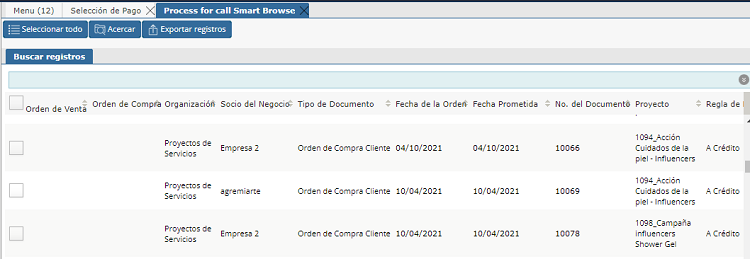 Menu (12) Selección de Pago Process for call Smart Browse
Seleccionar todo Acercar Exportar registros
Buscar registros
Orden de Venta Orden de Compra Organización Socio del Negocio Tipo de Documento Fecha de la Orden Fecha Prometida No. del Documento Proyecto Regla de
Proyectos de Servicios Empresa 2 Orden de Compra Cliente 04/10/2021 04/10/2021 10066 1094_Acción Cuidados de la piel - Influencers A Crédito
Proyectos de Servicios agremiarte Orden de Compra Cliente 10/04/2021 10/04/2021 10069 1094_Acción Cuidados de la piel - Influencers A Crédito
Proyectos de Servicios Empresa 2 Orden de Compra Cliente 10/04/2021 10/04/2021 10078 1098_Campaña influencers Shower Gel A Crédito